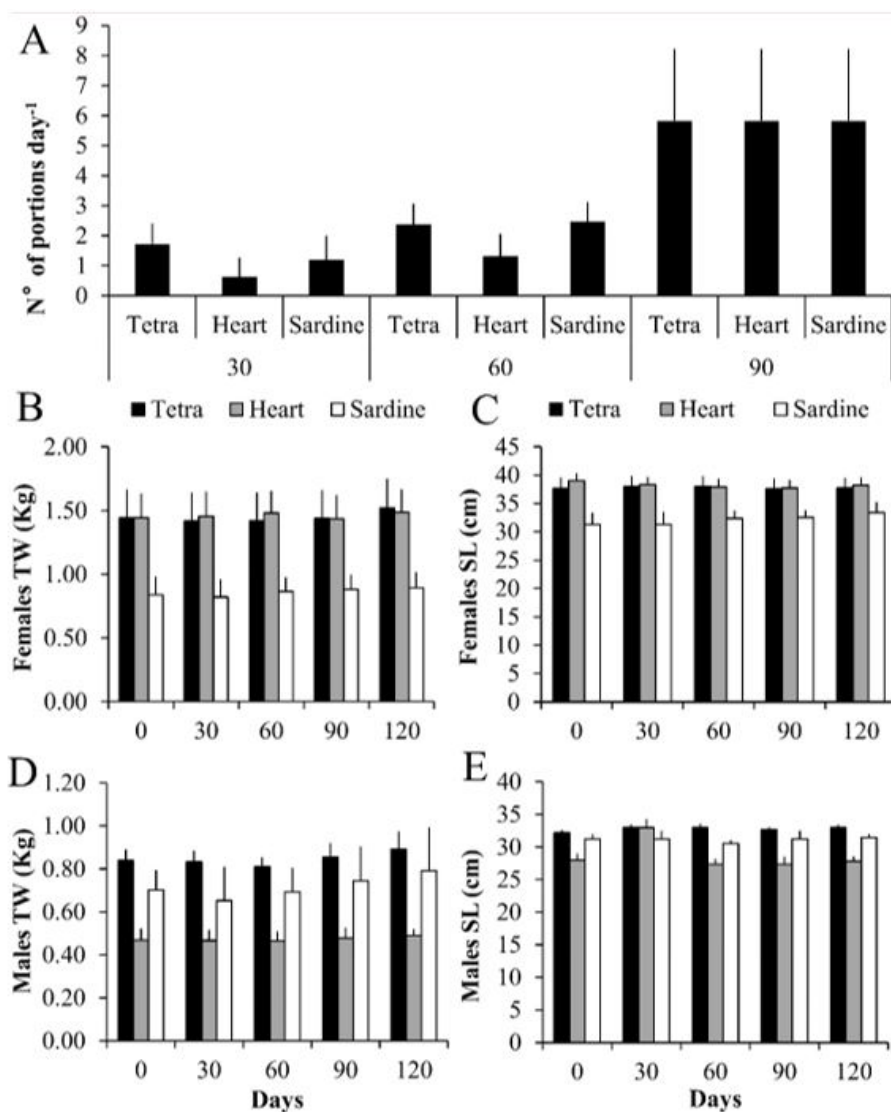 A
N° of portions day-1
9
8
7
6
5
4
3
2
1
0
Tetra Heart Sardine Tetra Heart Sardine Tetra Heart Sardine
30 60 90
B
Tetra Heart Sardine
Females TW (Kg)
2.00
1.50
1.00
0.50
0.00
0 30 60 90 120
C
Tetra Heart Sardine
Females SL (cm)
45
40
35
30
25
20
15
10
5
0
0 30 60 90 120
D
Males TW (Kg)
1.20
1.00
0.80
0.60
0.40
0.20
0.00
0 30 60 90 120
Days
E
Males SL (cm)
40
35
30
25
20
15
10
5
0
0 30 60 90 120
Days